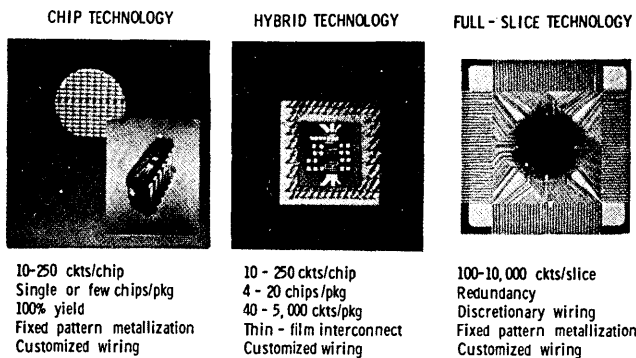 CHIP TECHNOLOGY
10-250 ckts/chip
Single or few chips/pkg
100% yield
Fixed pattern metallization
Customized wiring
HYBRID TECHNOLOGY
10 - 250 ckts/chip
4 - 20 chips/pkg
40 - 5,000 ckts/pkg
Thin - film interconnect
Customized wiring
FULL - SLICE TECHNOLOGY
100-10,000 ckts/slice
Redundancy
Discretionary wiring
Fixed pattern metallization
Customized wiring